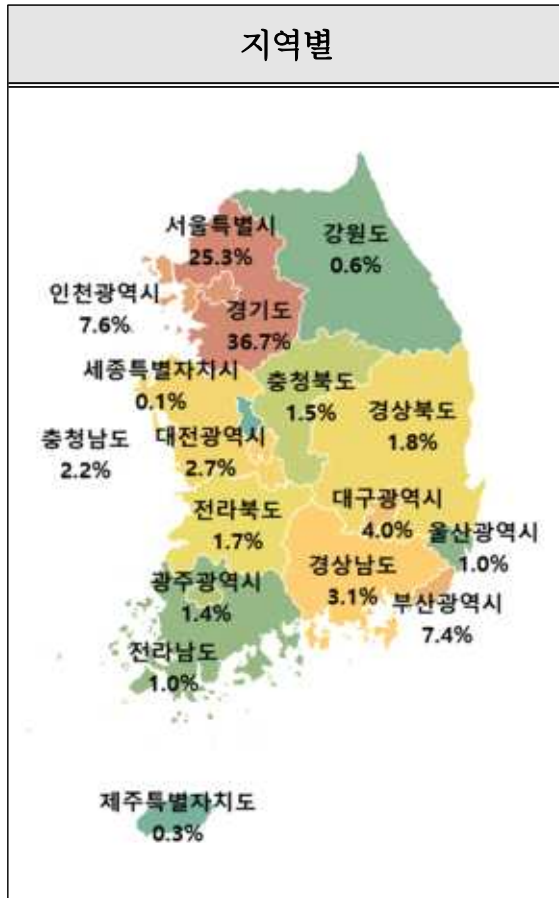 지역별
서울특별시
25.3%
강원도
0.6%
인천광역시
7.6%
경기도
36.7%
세종특별자치시
0.1%
충청북도
1.5%
경상북도
1.8%
충청남도
2.2%
대전광역시
2.7%
전라북도
1.7%
대구광역시
4.0%
울산광역시
1.0%
광주광역시
1.4%
경상남도
3.1%
부산광역시
7.4%
전라남도
1.0%
제주특별자치도
0.3%